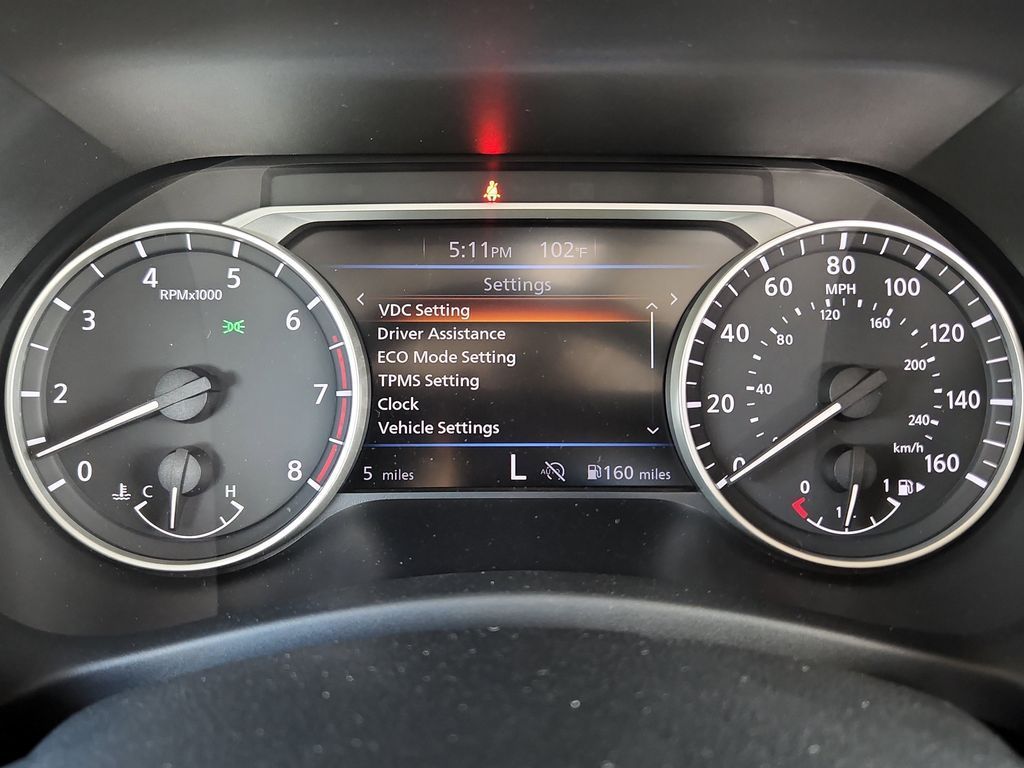 5:11PM 102°F
Settings
VDC Setting
Driver Assistance
ECO Mode Setting
TPMS Setting
Clock
Vehicle Settings
5 miles L 160 miles
RPMx1000
0
2
3
4
5
6
7
8
C H
MPH
0
20
40
60
80
100
120
140
160
km/h
40
80
120
160
200
240
0 1